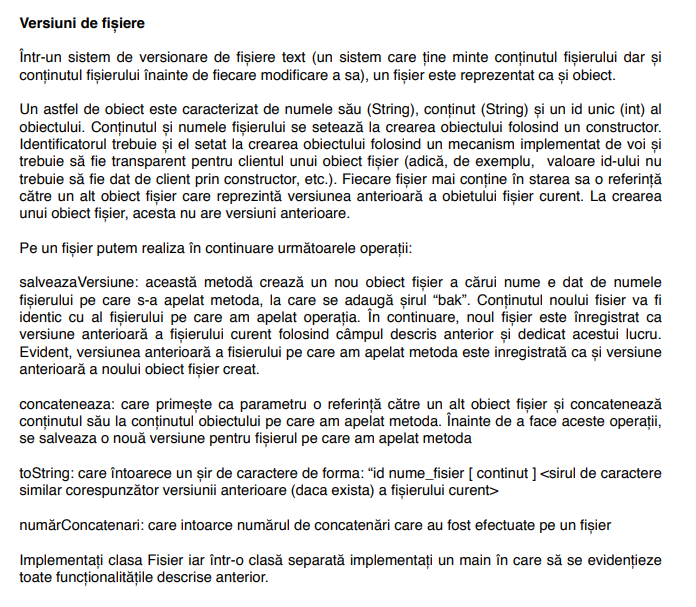 Versiuni de fișiere
Într-un sistem de versionare de fișiere text (un sistem care ține minte conținutul fișierului dar și
conținutul fișierului înainte de fiecare modificare a sa), un fișier este reprezentat ca și obiect.
Un astfel de obiect este caracterizat de numele său (String), conținut (String) și un id unic (int) al
obiectului. Conținutul și numele fișierului se setează la crearea obiectului folosind un constructor.
Identificatorul trebuie și el setat la crearea obiectului folosind un mecanism implementat de voi și
trebuie să fie transparent pentru clientul unui obiect fișier (adică, de exemplu, valoare id-ului nu
trebuie să fie dat de client prin constructor, etc.). Fiecare fișier mai conține în starea sa o referință
către un alt obiect fișier care reprezintă versiunea anterioară a obietului fișier curent. La crearea
unui obiect fișier, acesta nu are versiuni anterioare.
Pe un fișier putem realiza în continuare următoarele operații:
salveazaVersiune: această metodă crează un nou obiect fișier a cărui nume e dat de numele
fișierului pe care s-a apelat metoda, la care se adaugă șirul “bak”. Conținutul noului fisier va fi
identic cu al fișierului pe care am apelat operația. În continuare, noul fișier este înregistrat ca
versiune anterioară a fișierului curent folosind câmpul descris anterior și dedicat acestui lucru.
Evident, versiunea anterioară a fisierului pe care am apelat metoda este inregistrată ca și versiune
anterioară a noului obiect fișier creat.
concateneaza: care primește ca parametru o referință către un alt obiect fișier și concatenează
conținutul său la conținutul obiectului pe care am apelat metoda. Înainte de a face aceste operații,
se salveaza o nouă versiune pentru fișierul pe care am apelat metoda
toString: care întoarece un șir de caractere de forma: “id nume_fisier [ continut ] <sirul de caractere
similar corespunzător versiunii anterioare (daca exista) a fișierului curent>
numărConcatenari: care intoarce numărul de concatenări care au fost efectuate pe un fișier
Implementați clasa Fisier iar într-o clasă separată implementați un main în care să se evidențieze
toate funcționalitățile descrise anterior.